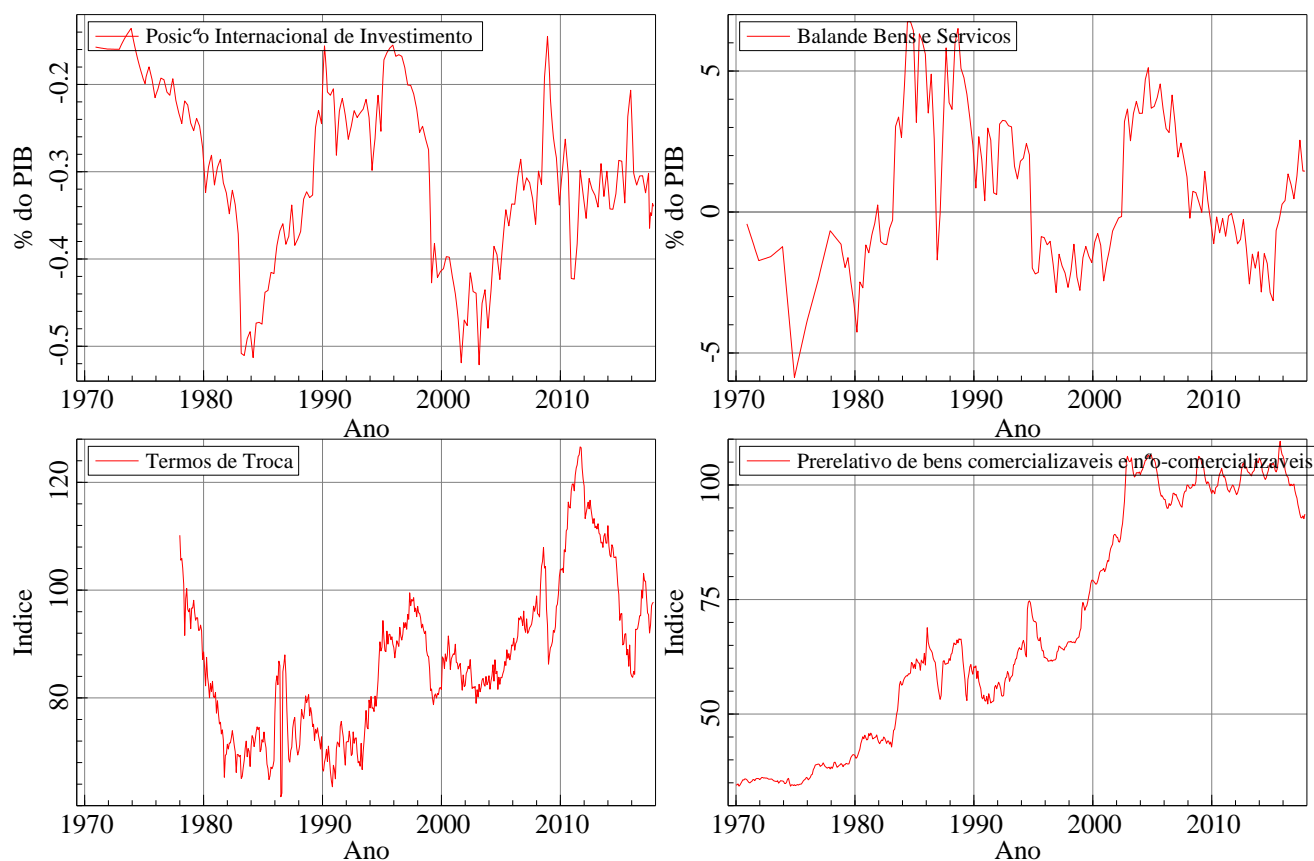 Posicªo Internacional de Investimento
-0.2
-0.3
-0.4
-0.5
% do PIB
1970 1980 1990 2000 2010
Ano
Balande Bens e Servicos
5
0
-5
% do PIB
1970 1980 1990 2000 2010
Ano
Termos de Troca
120
100
80
Indice
1970 1980 1990 2000 2010
Ano
Prerelativo de bens comercializaveis e nªo-comercializaveis
100
75
50
Indice
1970 1980 1990 2000 2010
Ano